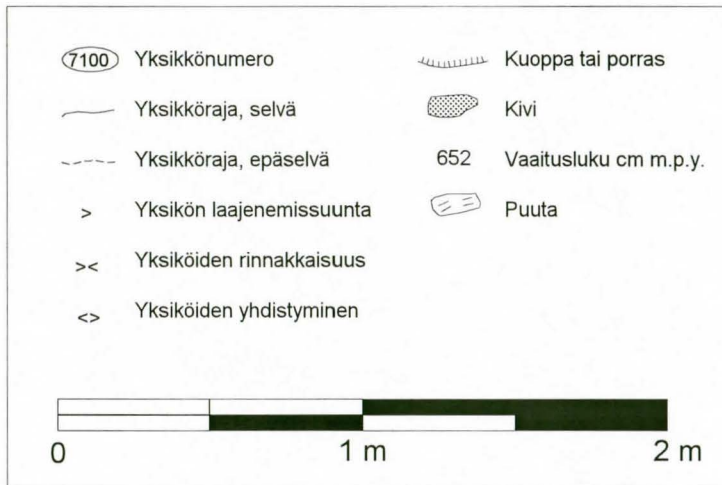 7100 Yksikkönumero
Yksikköraja, selvä
Yksikköraja, epäselvä
> Yksikön laajenemissuunta
>< Yksiköiden rinnakkaisuus
<> Yksiköiden yhdistyminen
Kuoppa tai porras
Kivi
652 Vaaitusluku cm m.p.y.
Puuta
0 1 m 2 m